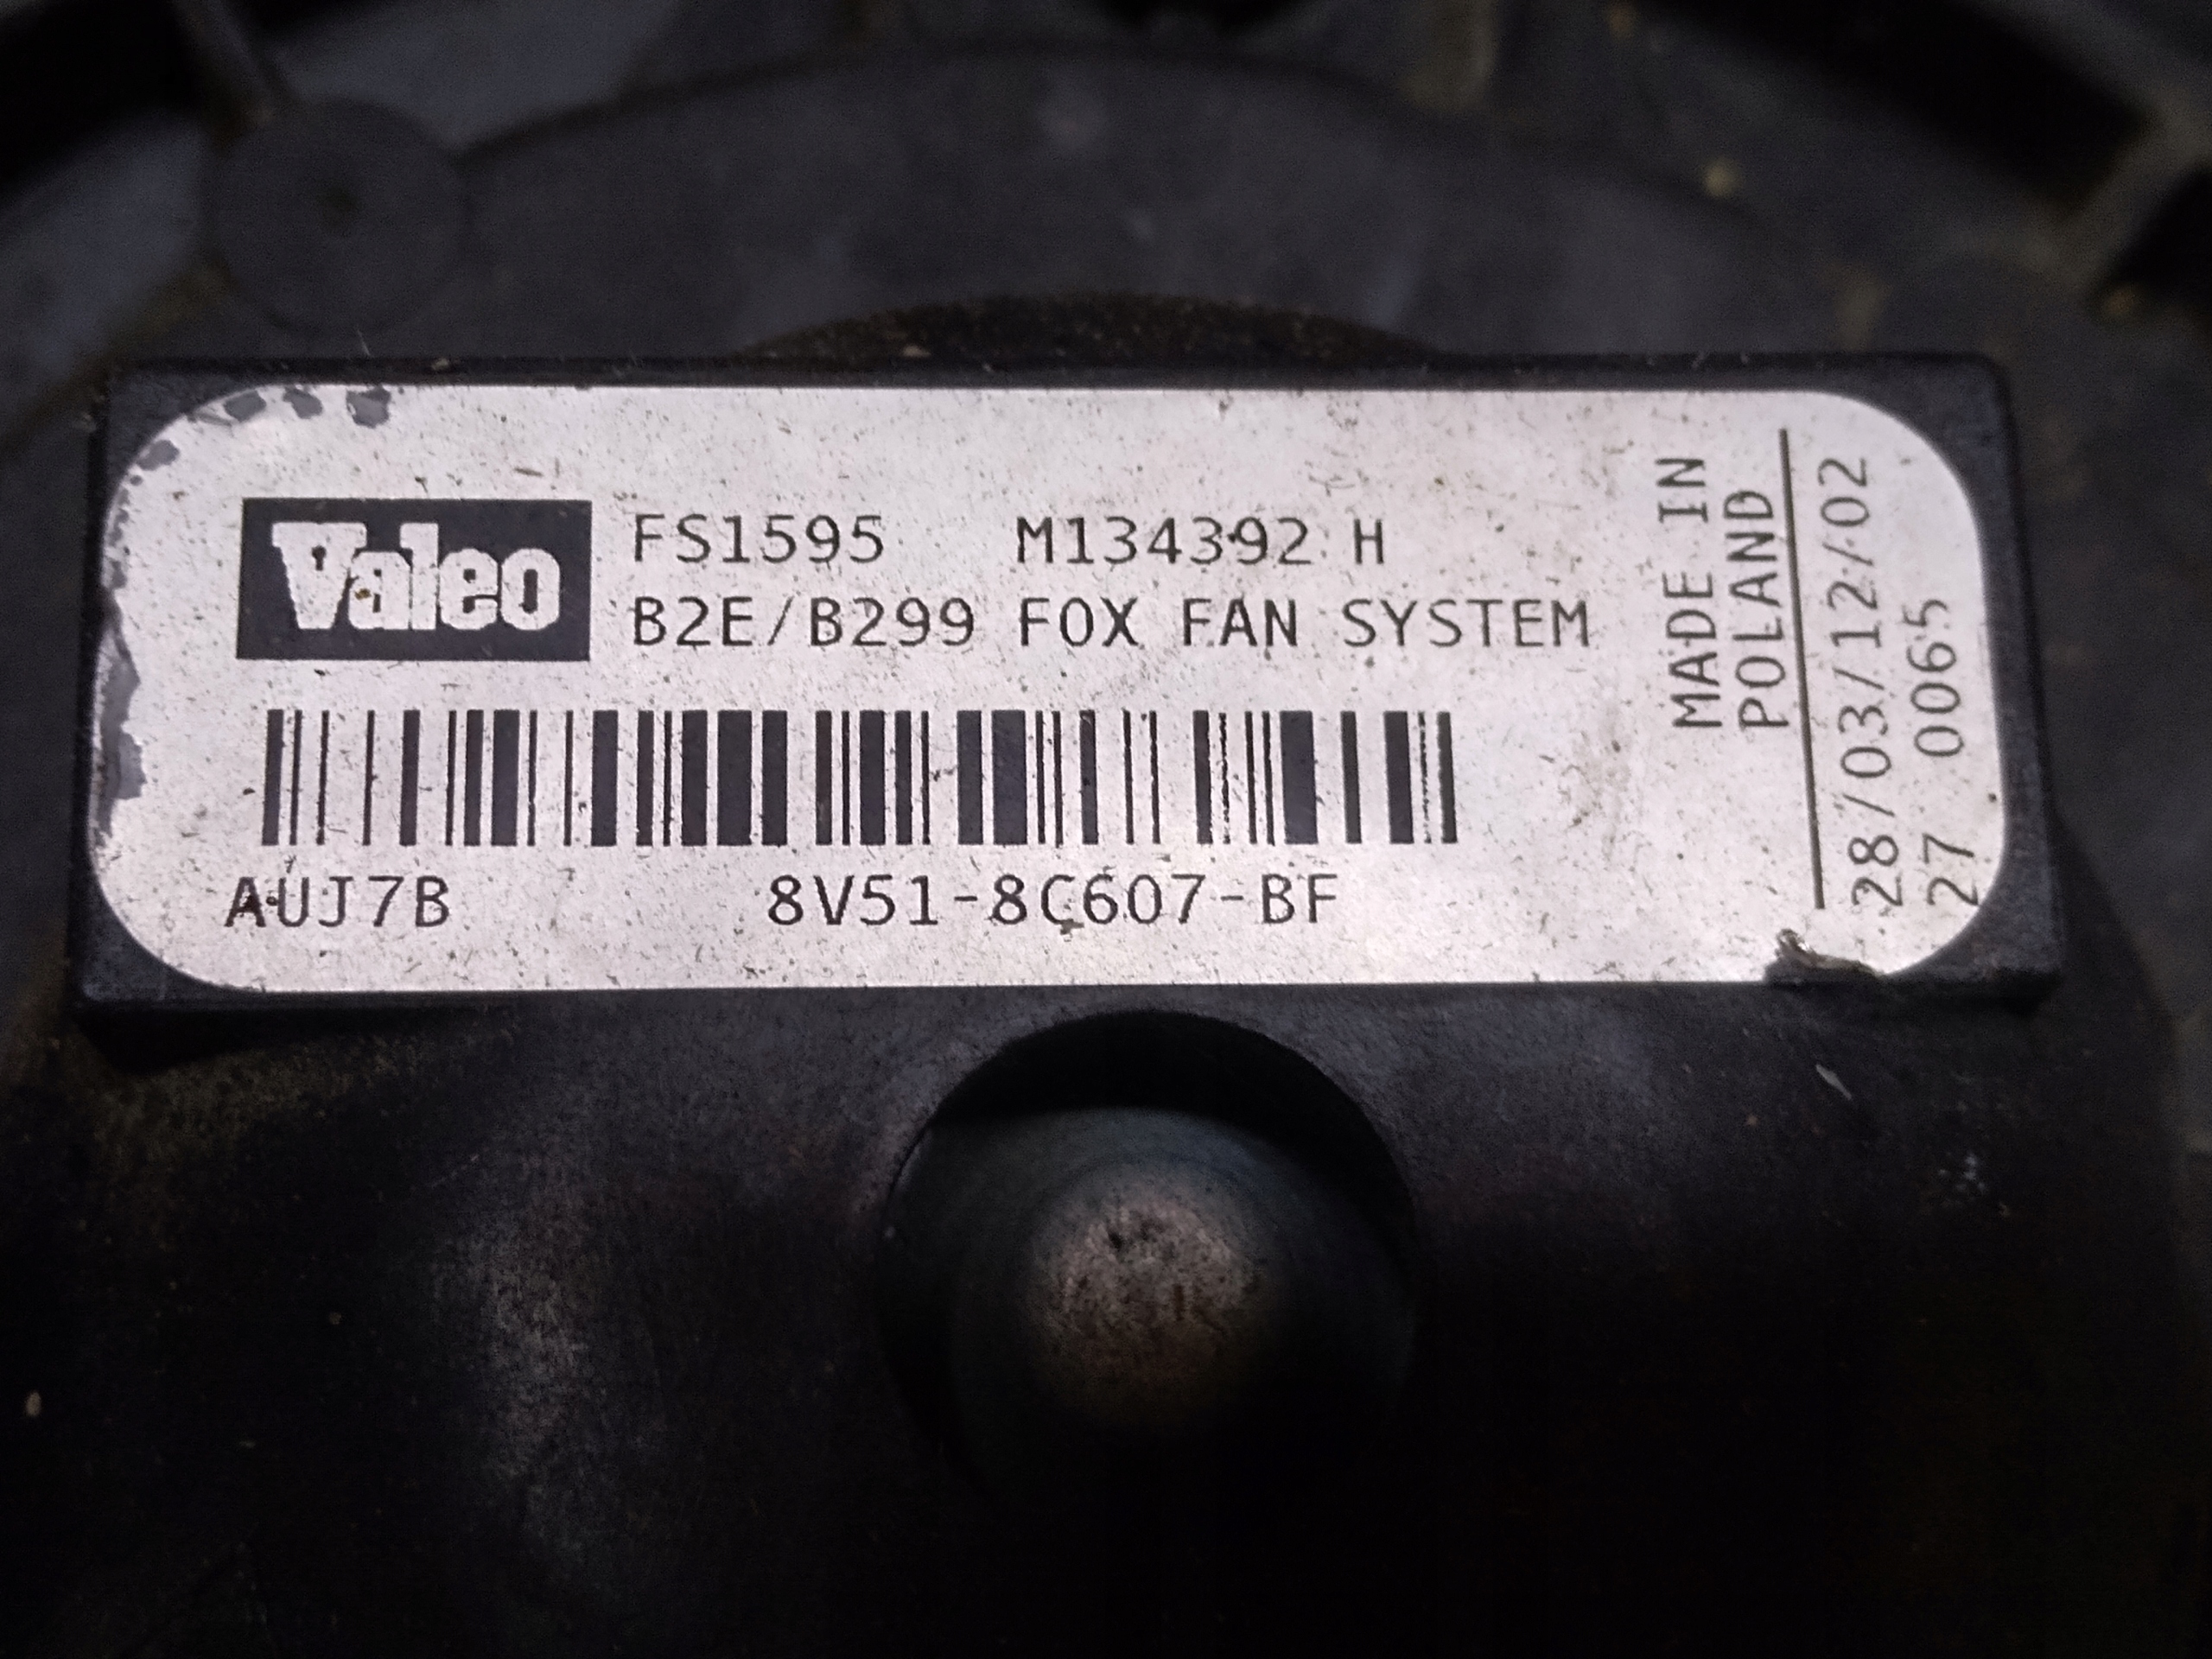 Valeo
FS1595 M134392 H
B2E/B299 FOX FAN SYSTEM
AUJ7B 8V51-8C607-BF
MADE IN
POLAND
28/03/12/02
27 0065